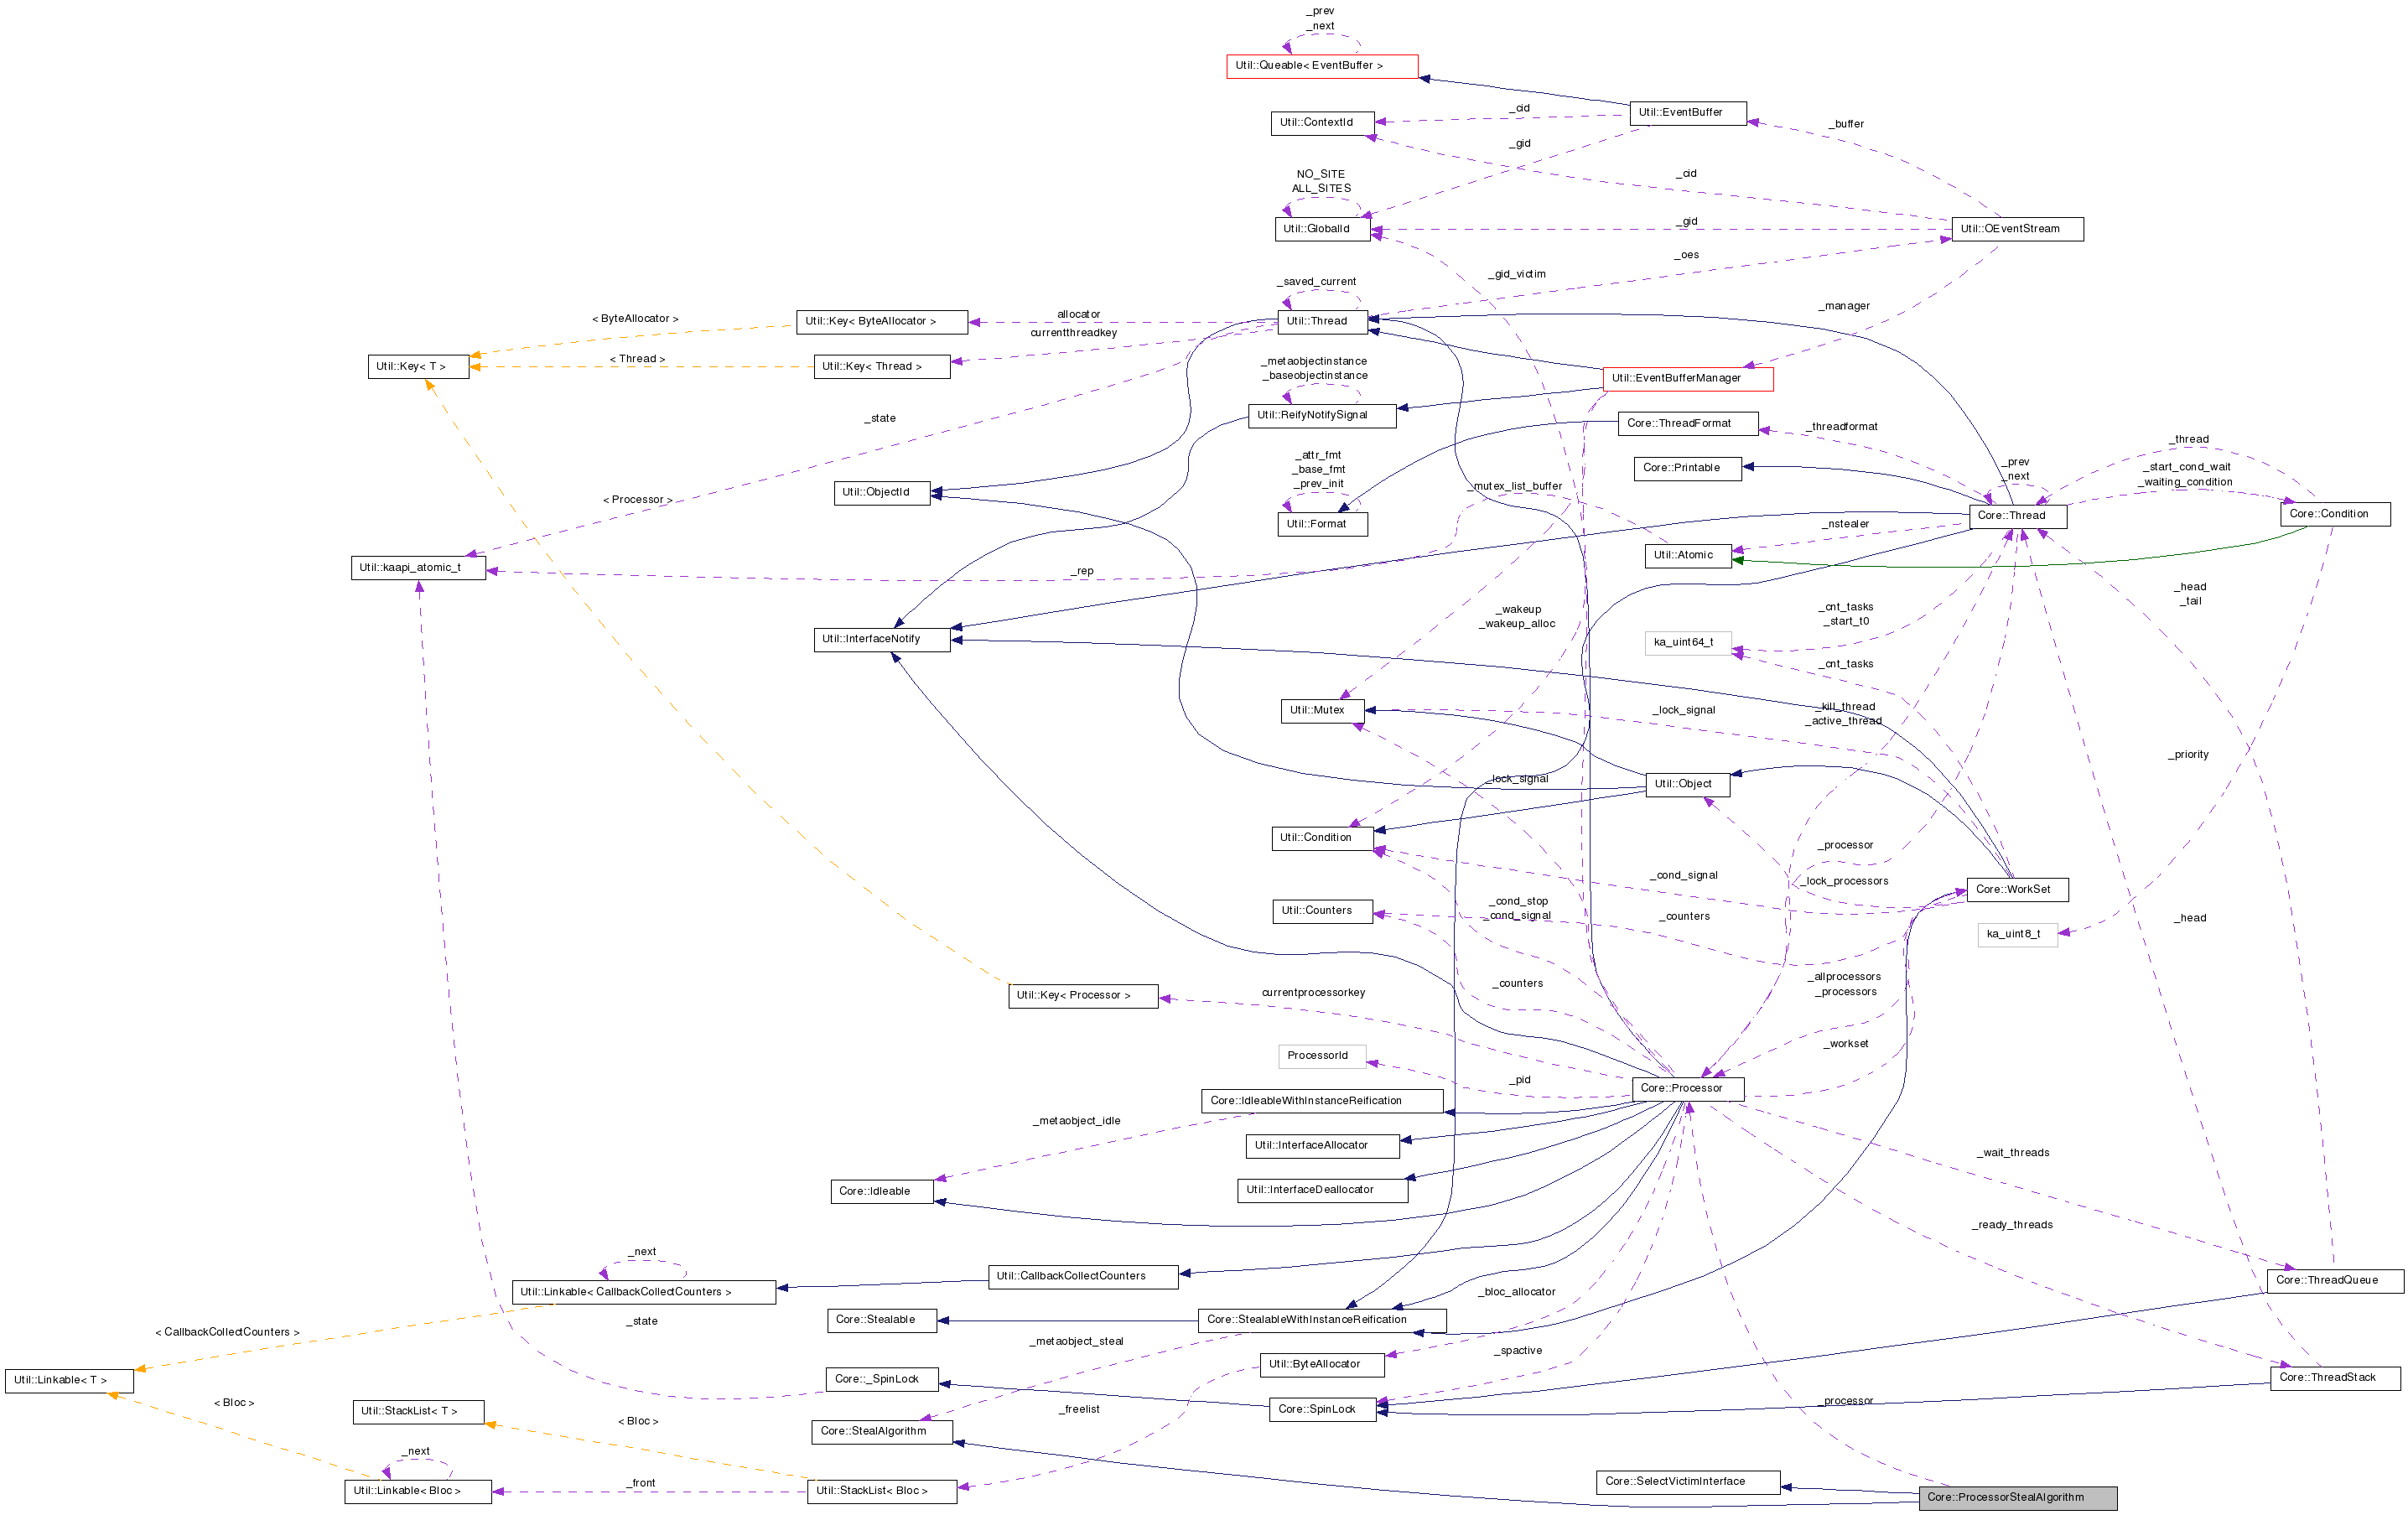 _prev
_next
Util::Queable< EventBuffer >
Util::EventBuffer
_cid
Util::ContextId
_buffer
_gid
NO_SITE
ALL_SITES
_cid
Util::GlobalId
_gid
Util::OEventStream
_oes
_gid_victim
_saved_current
_manager
< ByteAllocator >
Util::Key< ByteAllocator >
allocator
Util::Thread
currentthreadkey
Util::Key< T >
< Thread >
Util::Key< Thread >
_metaobjectinstance
_baseobjectinstance
Util::EventBufferManager
_state
Util::ReifyNotifySignal
Core::ThreadFormat
_threadformat
_thread
_attr_fmt
_base_fmt
_prev_init
Core::Printable
_prev
_next
_start_cond_wait
_waiting_condition
Util::ObjectId
< Processor >
_mutex_list_buffer
Util::Format
Core::Thread
Core::Condition
_nstealer
Util::Atomic
Util::kaapi_atomic_t
_rep
_head
_tail
_wakeup
_wakeup_alloc
_cnt_tasks
_start_t0
Util::InterfaceNotify
ka_uint64_t
_cnt_tasks
Util::Mutex
_lock_signal
_kill_thread
_active_thread
_priority
_lock_signal
Util::Object
Util::Condition
_processor
_cond_signal
_lock_processors
Core::WorkSet
Util::Counters
_cond_stop
_cond_signal
_counters
_head
ka_uint8_t
Util::Key< Processor >
currentprocessorkey
_counters
_allprocessors
_processors
ProcessorId
_workset
_pid
Core::Processor
Core::IdleableWithInstanceReification
_metaobject_idle
Util::InterfaceAllocator
_wait_threads
Core::Idleable
Util::InterfaceDeallocator
_ready_threads
_next
Util::Linkable< CallbackCollectCounters >
Util::CallbackCollectCounters
Core::ThreadQueue
_bloc_allocator
< CallbackCollectCounters >
_state
Core::Stealable
Core::StealableWithInstanceReification
_metaobject_steal
_spactive
Util::Linkable< T >
Core::_SpinLock
Util::ByteAllocator
Core::ThreadStack
< Bloc >
Util::StackList< T >
< Bloc >
_freelist
Core::SpinLock
_processor
Core::StealAlgorithm
_next
Util::Linkable< Bloc >
_front
Util::StackList< Bloc >
Core::SelectVictimInterface
Core::ProcessorStealAlgorithm